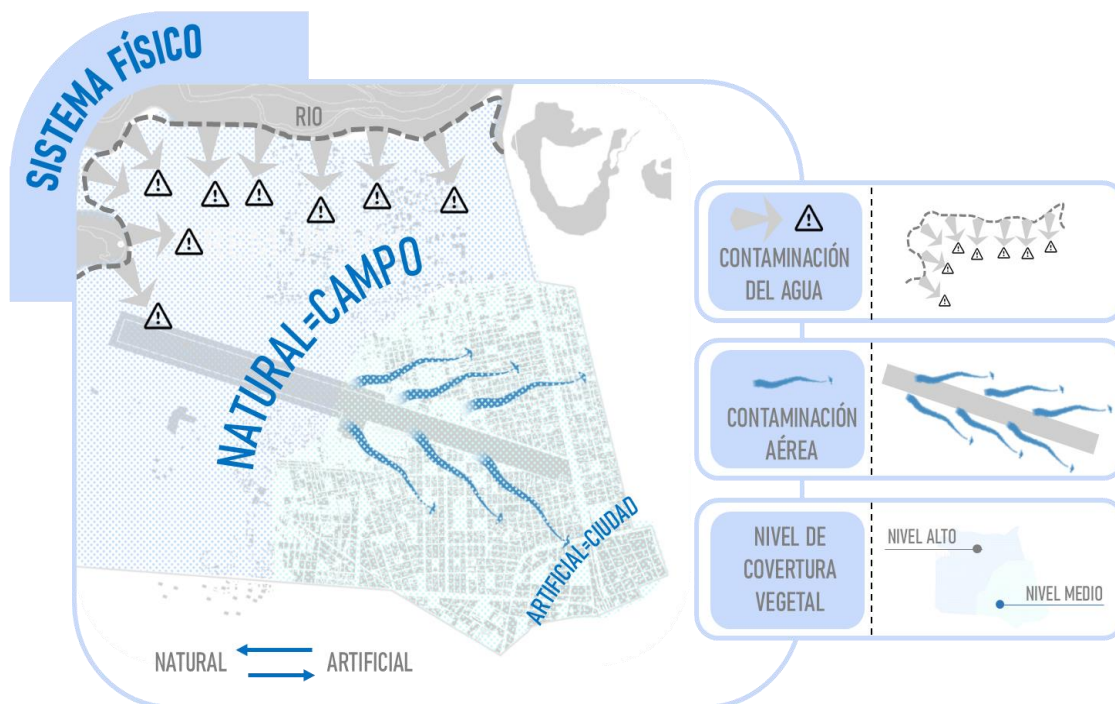 SISTEMA FÍSICO
RIO
NATURAL=CAMPO
ARTIFICIAL=CIUDAD
NATURAL
ARTIFICIAL
CONTAMINACIÓN
DEL AGUA
CONTAMINACIÓN
AÉREA
NIVEL DE
COVERTURA
VEGETAL
NIVEL ALTO
NIVEL MEDIO